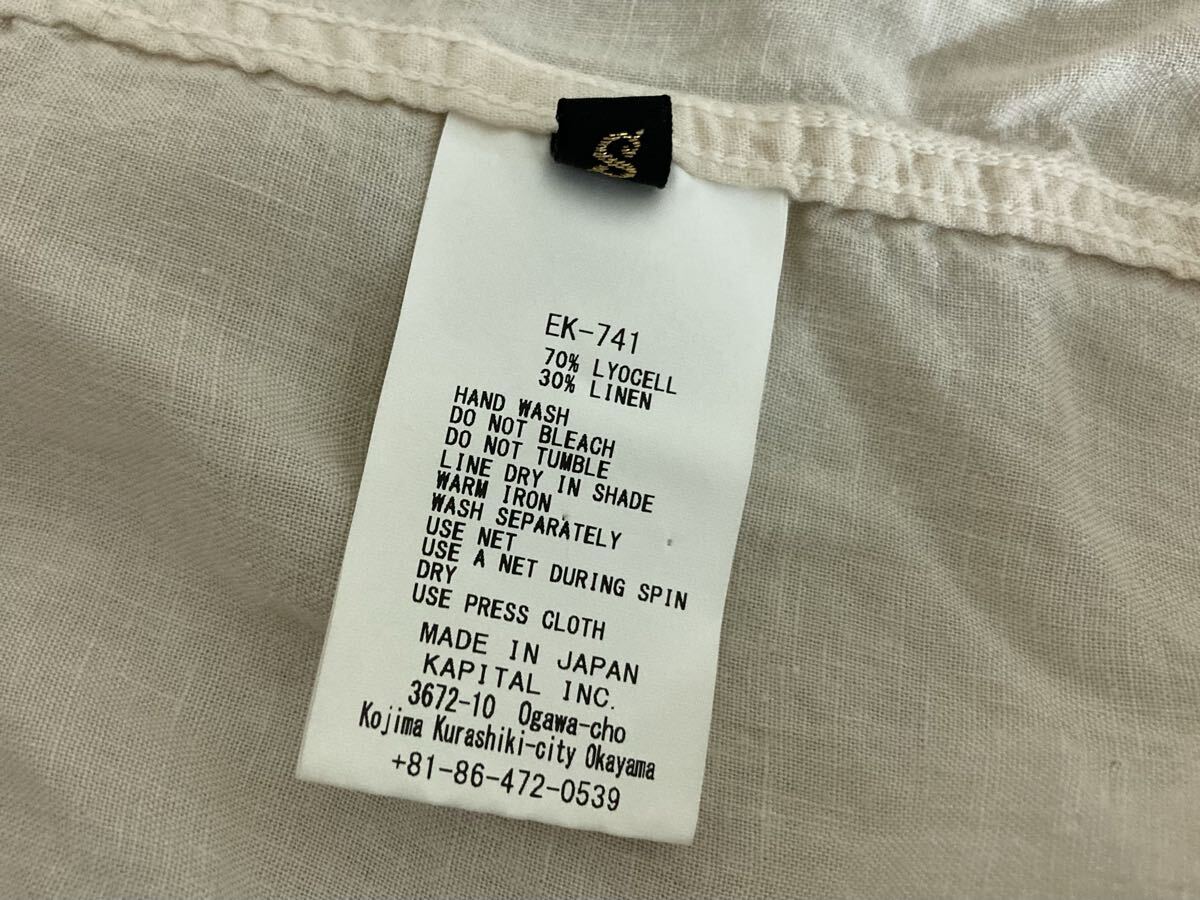 S
EK-741
70% LYOCELL
30% LINEN
HAND WASH
DO NOT BLEACH
DO NOT TUMBLE
LINE DRY IN SHADE
WARM IRON
WASH SEPARATELY
USE NET
USE A NET DURING SPIN
DRY
USE PRESS CLOTH
MADE IN JAPAN
KAPITAL INC.
3672-10 Ogawa-cho
Kojima Kurashiki-city Okayama
+81-86-472-0539